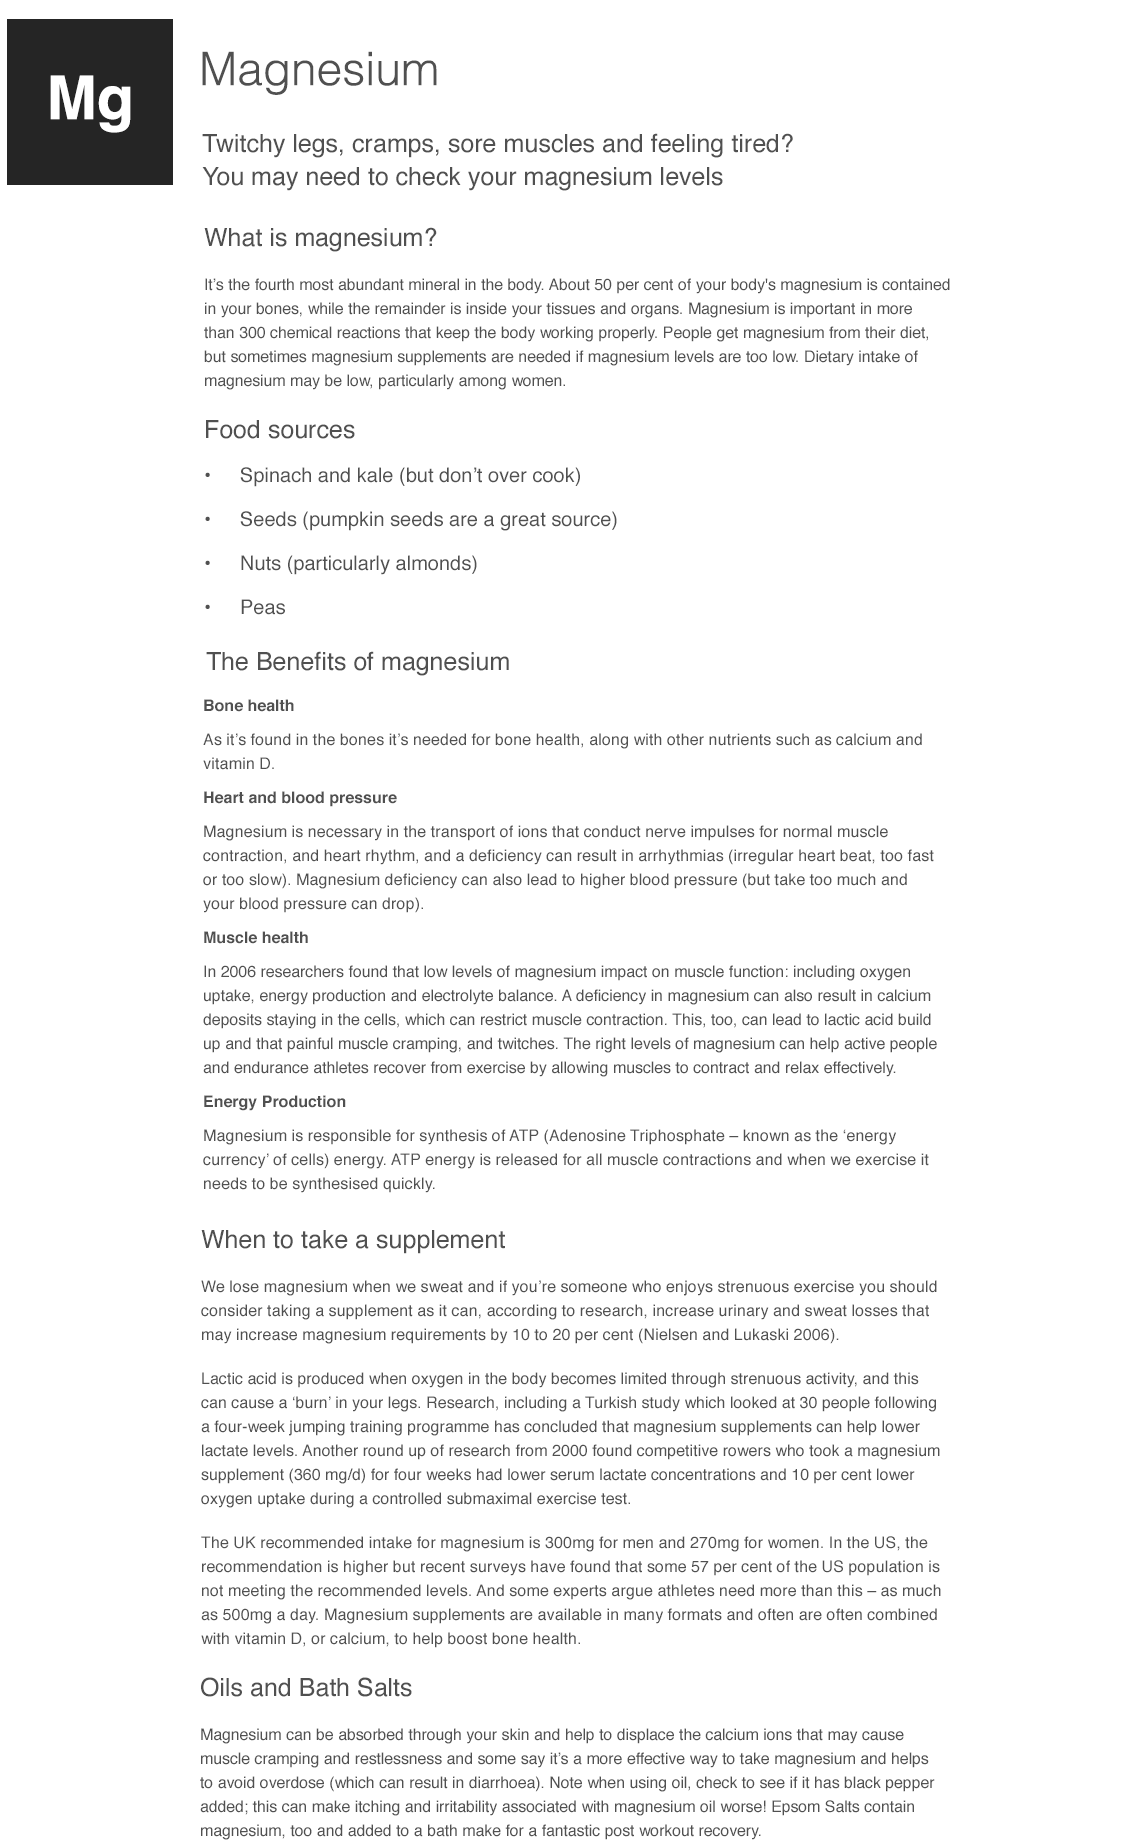 Mg
Magnesium
Twitchy legs, cramps, sore muscles and feeling tired?
You may need to check your magnesium levels
What is magnesium?
It’s the fourth most abundant mineral in the body. About 50 per cent of your body's magnesium is contained
in your bones, while the remainder is inside your tissues and organs. Magnesium is important in more
than 300 chemical reactions that keep the body working properly. People get magnesium from their diet,
but sometimes magnesium supplements are needed if magnesium levels are too low. Dietary intake of
magnesium may be low, particularly among women.
Food sources
• Spinach and kale (but don’t over cook)
• Seeds (pumpkin seeds are a great source)
• Nuts (particularly almonds)
• Peas
The Benefits of magnesium
Bone health
As it’s found in the bones it’s needed for bone health, along with other nutrients such as calcium and
vitamin D.
Heart and blood pressure
Magnesium is necessary in the transport of ions that conduct nerve impulses for normal muscle
contraction, and heart rhythm, and a deficiency can result in arrhythmias (irregular heart beat, too fast
or too slow). Magnesium deficiency can also lead to higher blood pressure (but take too much and
your blood pressure can drop).
Muscle health
In 2006 researchers found that low levels of magnesium impact on muscle function: including oxygen
uptake, energy production and electrolyte balance. A deficiency in magnesium can also result in calcium
deposits staying in the cells, which can restrict muscle contraction. This, too, can lead to lactic acid build
up and that painful muscle cramping, and twitches. The right levels of magnesium can help active people
and endurance athletes recover from exercise by allowing muscles to contract and relax effectively.
Energy Production
Magnesium is responsible for synthesis of ATP (Adenosine Triphosphate – known as the ‘energy
currency’ of cells) energy. ATP energy is released for all muscle contractions and when we exercise it
needs to be synthesised quickly.
When to take a supplement
We lose magnesium when we sweat and if you’re someone who enjoys strenuous exercise you should
consider taking a supplement as it can, according to research, increase urinary and sweat losses that
may increase magnesium requirements by 10 to 20 per cent (Nielsen and Lukaski 2006).
Lactic acid is produced when oxygen in the body becomes limited through strenuous activity, and this
can cause a ‘burn’ in your legs. Research, including a Turkish study which looked at 30 people following
a four-week jumping training programme has concluded that magnesium supplements can help lower
lactate levels. Another round up of research from 2000 found competitive rowers who took a magnesium
supplement (360 mg/d) for four weeks had lower serum lactate concentrations and 10 per cent lower
oxygen uptake during a controlled submaximal exercise test.
The UK recommended intake for magnesium is 300mg for men and 270mg for women. In the US, the
recommendation is higher but recent surveys have found that some 57 per cent of the US population is
not meeting the recommended levels. And some experts argue athletes need more than this – as much
as 500mg a day. Magnesium supplements are available in many formats and often are often combined
with vitamin D, or calcium, to help boost bone health.
Oils and Bath Salts
Magnesium can be absorbed through your skin and help to displace the calcium ions that may cause
muscle cramping and restlessness and some say it’s a more effective way to take magnesium and helps
to avoid overdose (which can result in diarrhoea). Note when using oil, check to see if it has black pepper
added; this can make itching and irritability associated with magnesium oil worse! Epsom Salts contain
magnesium, too and added to a bath make for a fantastic post workout recovery.